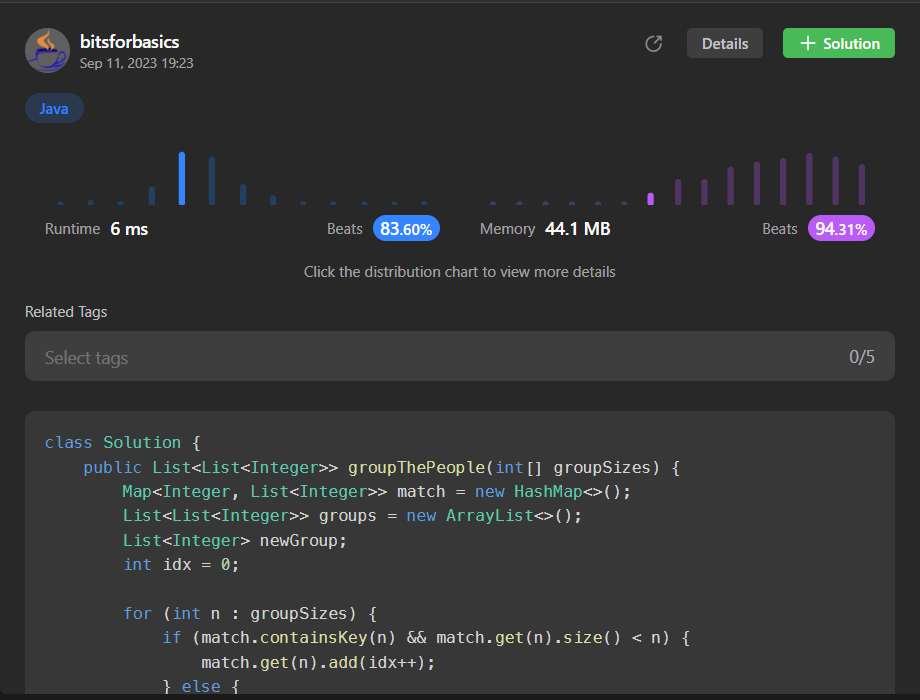 bitsforbasics
Sep 11, 2023 19:23
Details
Solution
Java
Runtime 6 ms Beats 83.60% Memory 44.1 MB Beats 94.31%
Click the distribution chart to view more details
Related Tags
Select tags 0/5
class Solution {
    public List<List<Integer>> groupThePeople(int[] groupSizes) {
        Map<Integer, List<Integer>> match = new HashMap<>();
        List<List<Integer>> groups = new ArrayList<>();
        List<Integer> newGroup;
        int idx = 0;
        for (int n : groupSizes) {
            if (match.containsKey(n) && match.get(n).size() < n) {
                match.get(n).add(idx++);
            } else {